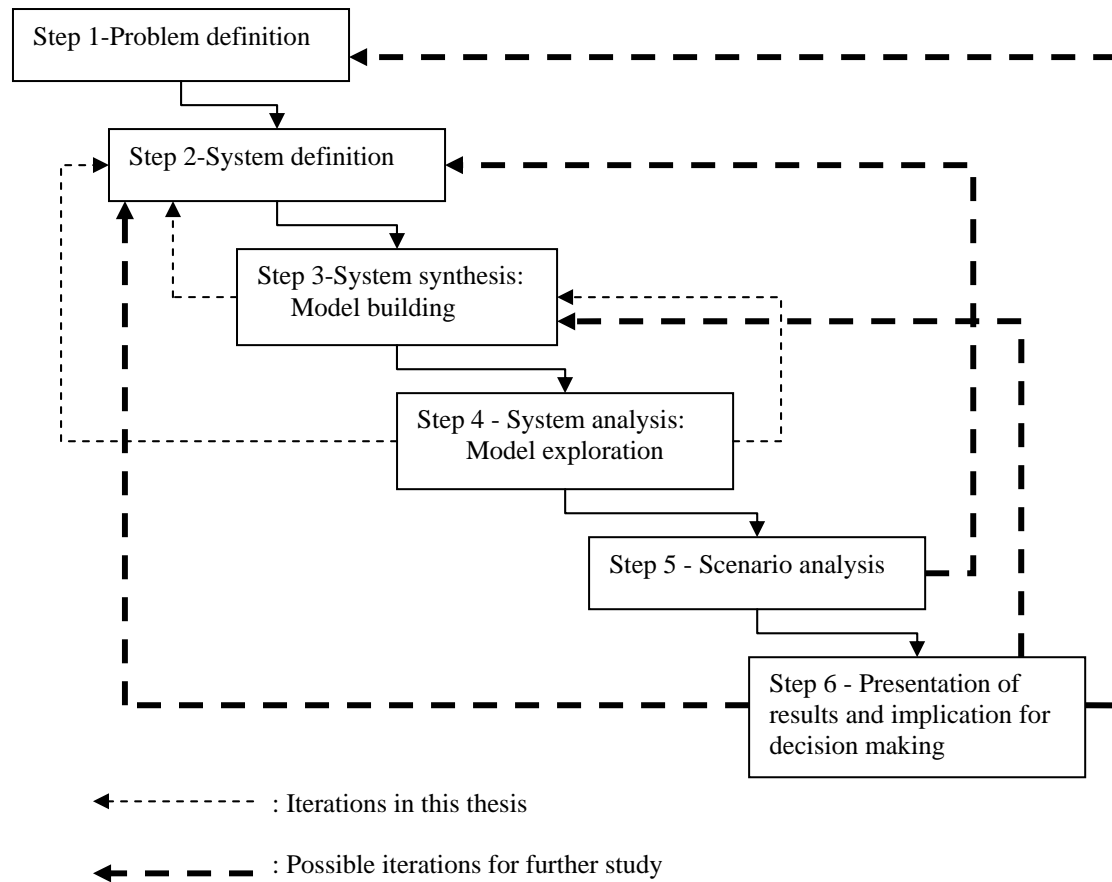 Step 1-Problem definition
Step 2-System definition
Step 3-System synthesis:
Model building
Step 4 - System analysis:
Model exploration
Step 5 - Scenario analysis
Step 6 - Presentation of
results and implication for
decision making
: Iterations in this thesis
: Possible iterations for further study